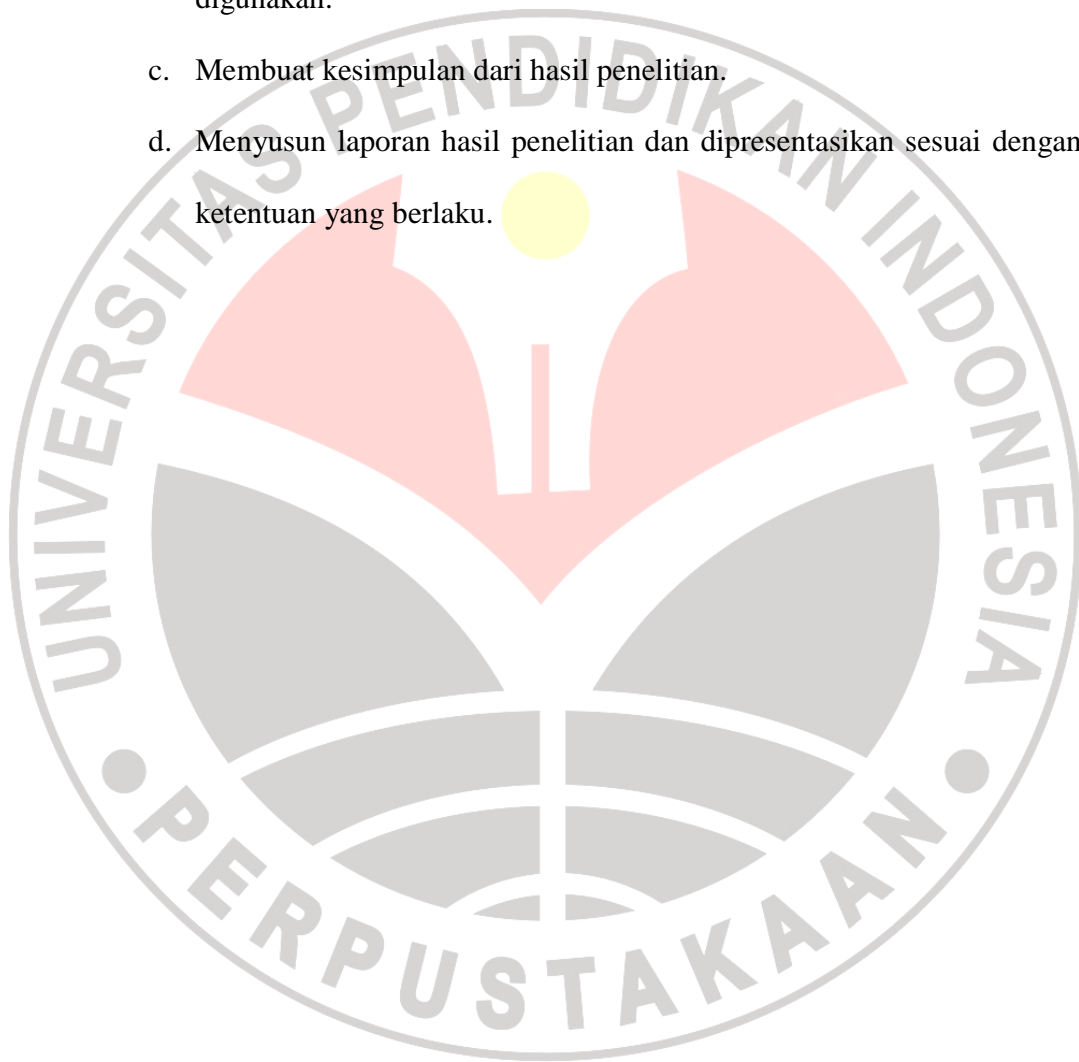 digunakan.
c. Membuat kesimpulan dari hasil penelitian.
d. Menyusun laporan hasil penelitian dan dipresentasikan sesuai dengan
ketentuan yang berlaku.
UNIVERSITAS PENDIDIKAN INDONESIA
PERPUSTAKAAN